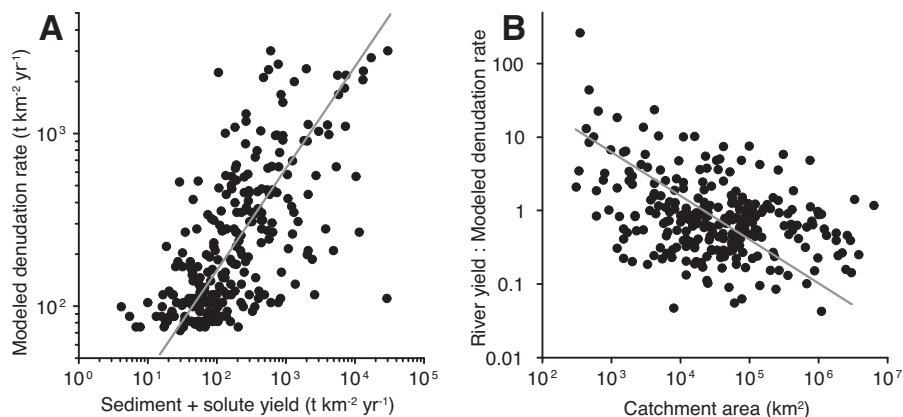 A
Modeled denudation rate (t km⁻² yr⁻¹)
10³
10²
10⁰ 10¹ 10² 10³ 10⁴ 10⁵
Sediment + solute yield (t km⁻² yr⁻¹)
B
River yield : Modeled denudation rate
100
10
1
0.1
0.01
10² 10³ 10⁴ 10⁵ 10⁶ 10⁷
Catchment area (km²)